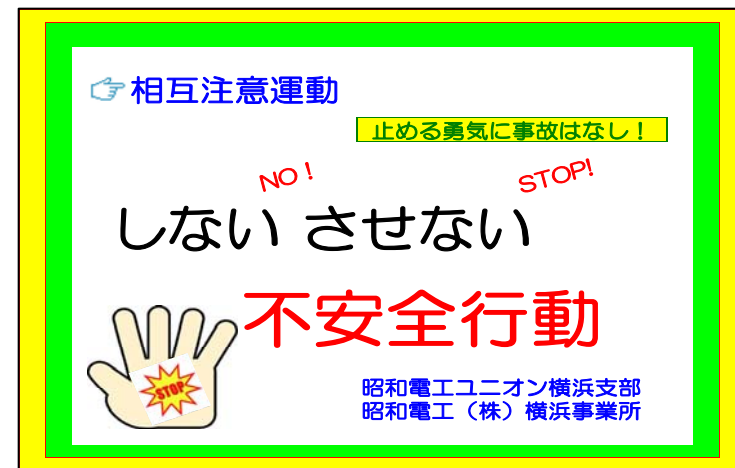 ☞相互注意運動
止める勇気に事故はなし！
NO！ STOP!
しない させない
不安全行動
STOP
昭和電工ユニオン横浜支部
昭和電工（株）横浜事業所